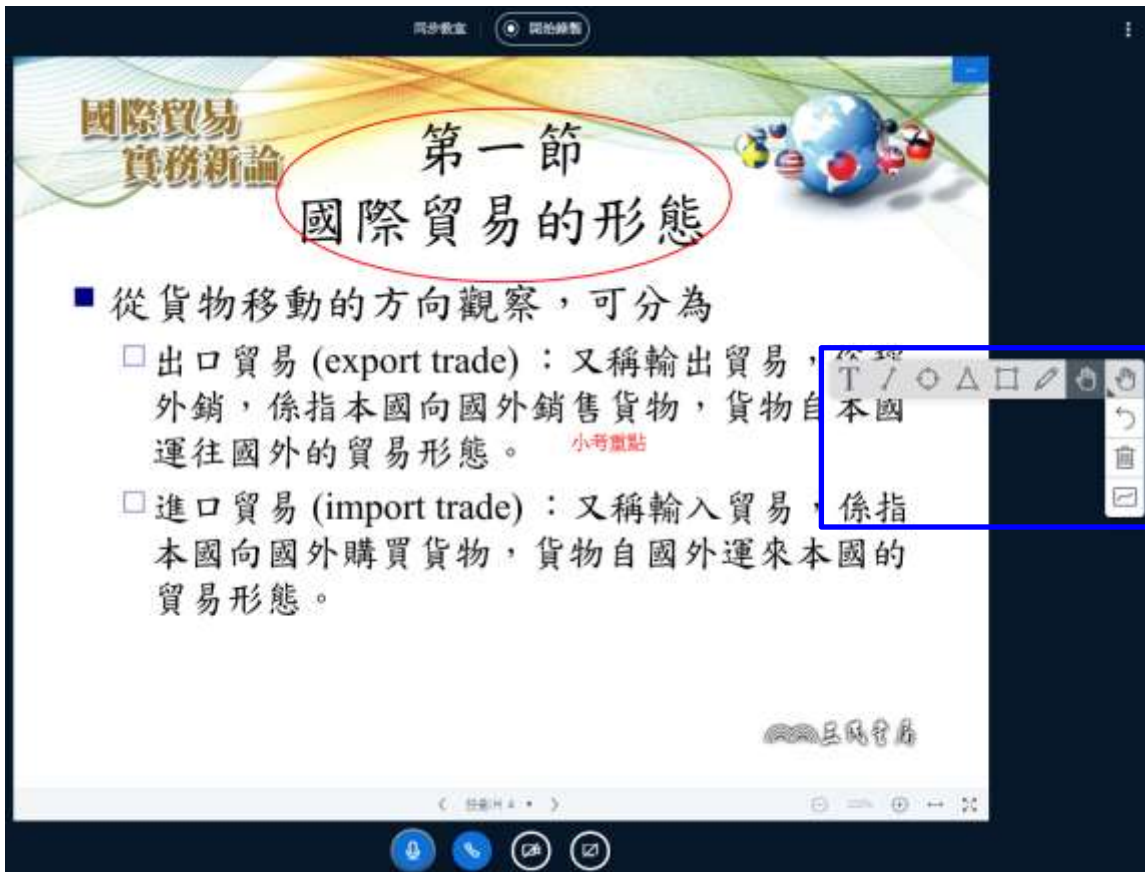 同步教室
開始錄製
國際貿易
實務新論
第一節
國際貿易的形態
從貨物移動的方向觀察，可分為
出口貿易 (export trade) ：又稱輸出貿易，
外銷，係指本國向國外銷售貨物，貨物自本國
運往國外的貿易形態。
小考重點
進口貿易 (import trade) ：又稱輸入貿易，係指
本國向國外購買貨物，貨物自國外運來本國的
貿易形態。
三民書局